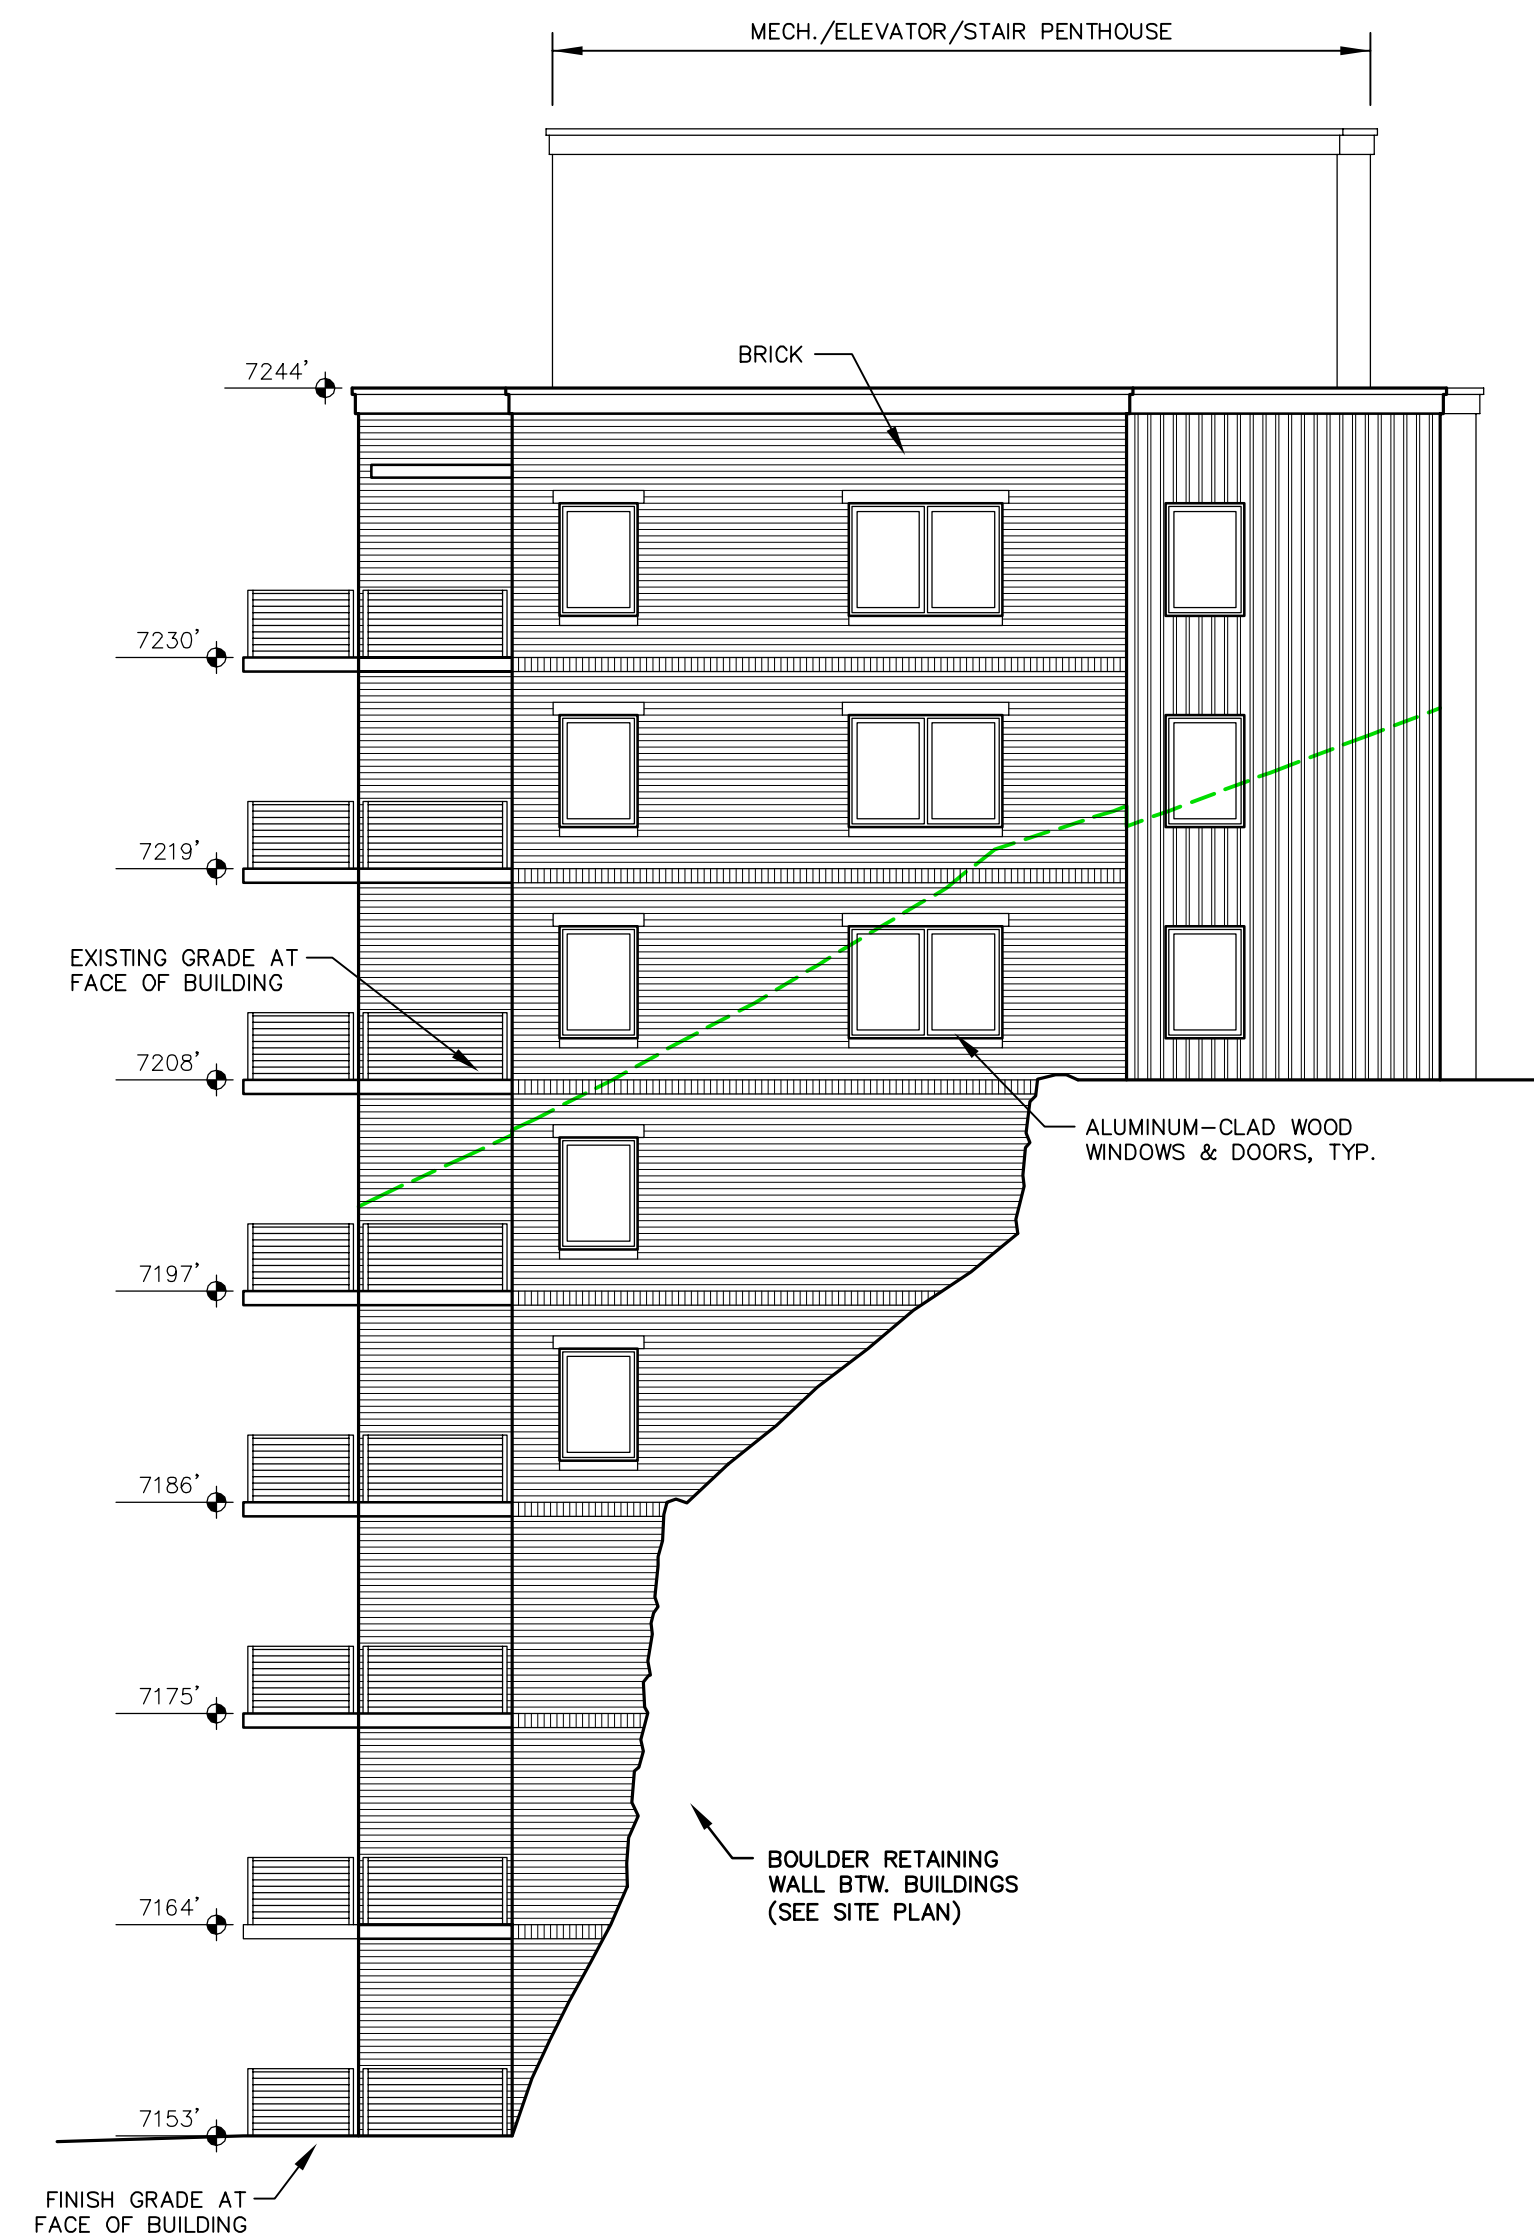 MECH./ELEVATOR/STAIR PENTHOUSE
BRICK
7244'
7230'
7219'
EXISTING GRADE AT
FACE OF BUILDING
7208'
ALUMINUM-CLAD WOOD
WINDOWS & DOORS, TYP.
7197'
7186'
7175'
BOULDER RETAINING
WALL BTW. BUILDINGS
(SEE SITE PLAN)
7164'
7153'
FINISH GRADE AT
FACE OF BUILDING